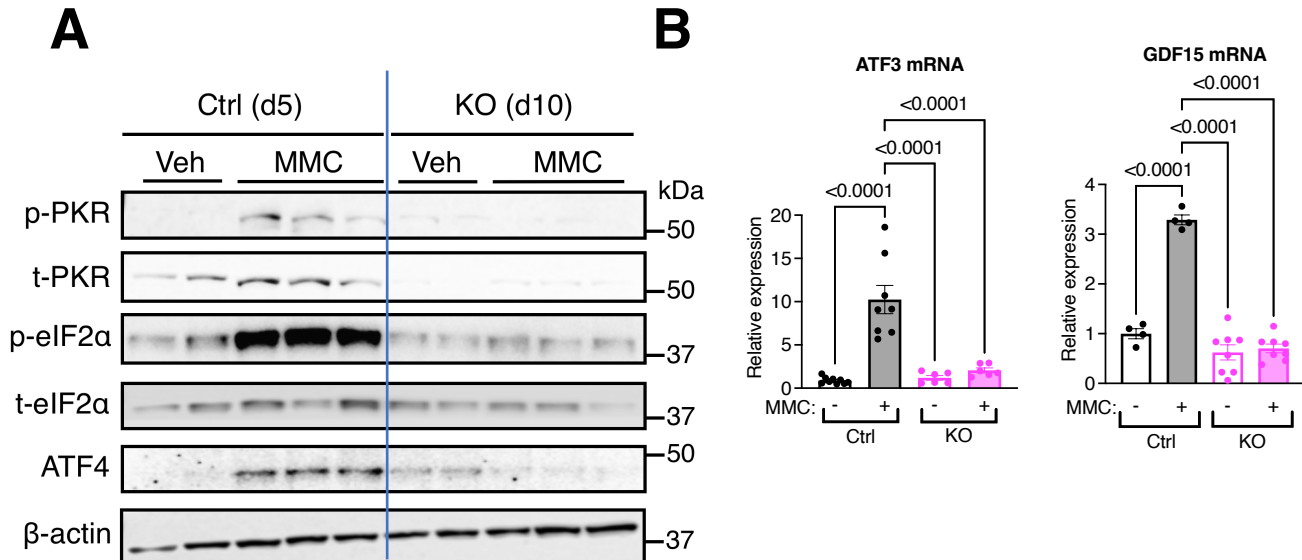 A
Ctrl (d5) KO (d10)
Veh MMC Veh MMC
kDa
p-PKR
50
t-PKR
50
p-eIF2α
37
t-eIF2α
37
ATF4
50
β-actin
37
B
ATF3 mRNA
<0.0001
<0.0001
<0.0001
Relative expression
20
15
10
5
0
MMC: - + - +
Ctrl KO
GDF15 mRNA
<0.0001
<0.0001
<0.0001
Relative expression
4
3
2
1
0
MMC: - + - +
Ctrl KO